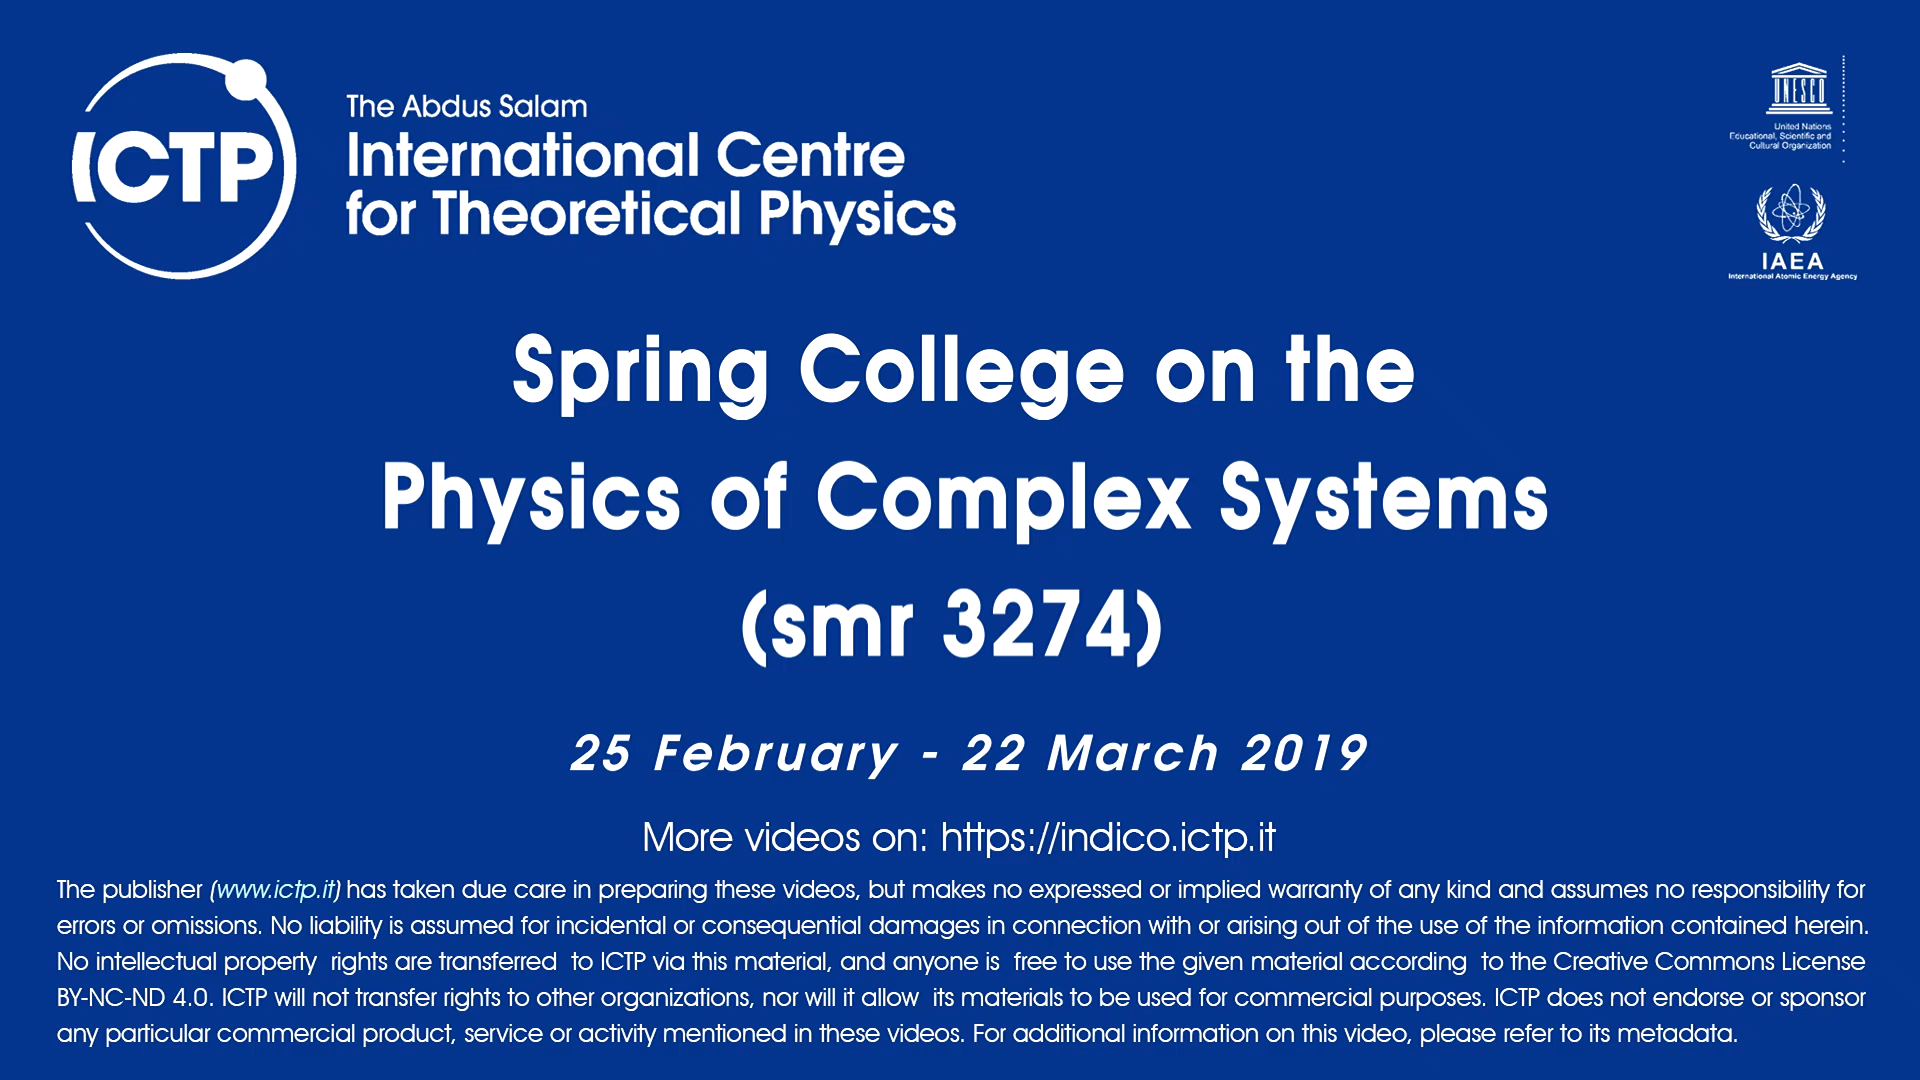 ICTP
The Abdus Salam
International Centre
for Theoretical Physics
UNESCO
United Nations
Educational, Scientific and
Cultural Organization
IAEA
International Atomic Energy Agency
Spring College on the
Physics of Complex Systems
(smr 3274)
25 February - 22 March 2019
More videos on: https://indico.ictp.it
The publisher (www.ictp.it) has taken due care in preparing these videos, but makes no expressed or implied warranty of any kind and assumes no responsibility for
errors or omissions. No liability is assumed for incidental or consequential damages in connection with or arising out of the use of the information contained herein.
No intellectual property rights are transferred to ICTP via this material, and anyone is free to use the given material according to the Creative Commons License
BY-NC-ND 4.0. ICTP will not transfer rights to other organizations, nor will it allow its materials to be used for commercial purposes. ICTP does not endorse or sponsor
any particular commercial product, service or activity mentioned in these videos. For additional information on this video, please refer to its metadata.